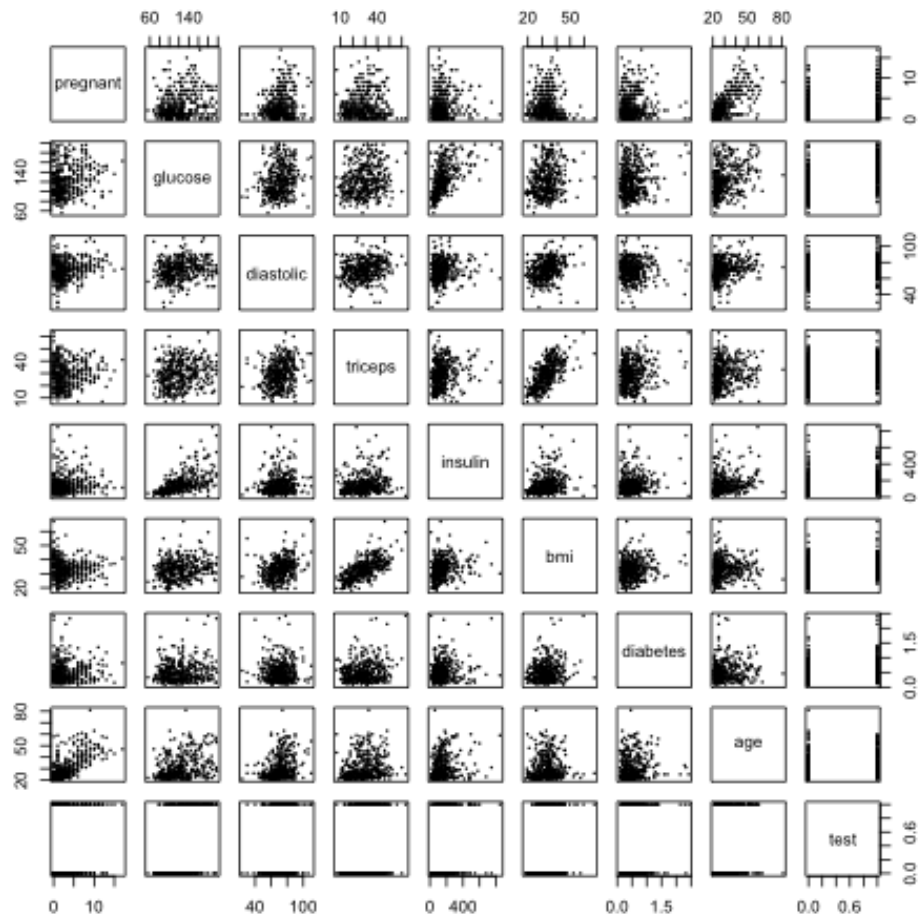 60 140 10 40 20 50 20 50 80
pregnant 0 10
60 140 glucose
diastolic 40 100
10 40 triceps
insulin 0 400
20 50 bmi
diabetes 0.0 1.5
20 50 80 age
test 0.0 0.6
0 10 40 100 0 400 0.0 1.5 0.0 0.6